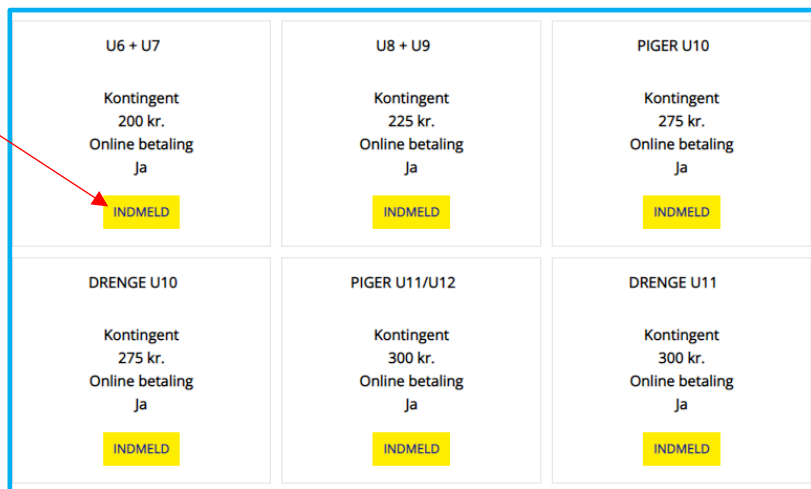 U6 + U7
Kontingent
200 kr.
Online betaling
Ja
INDMELD
U8 + U9
Kontingent
225 kr.
Online betaling
Ja
INDMELD
PIGER U10
Kontingent
275 kr.
Online betaling
Ja
INDMELD
DRENGE U10
Kontingent
275 kr.
Online betaling
Ja
INDMELD
PIGER U11/U12
Kontingent
300 kr.
Online betaling
Ja
INDMELD
DRENGE U11
Kontingent
300 kr.
Online betaling
Ja
INDMELD